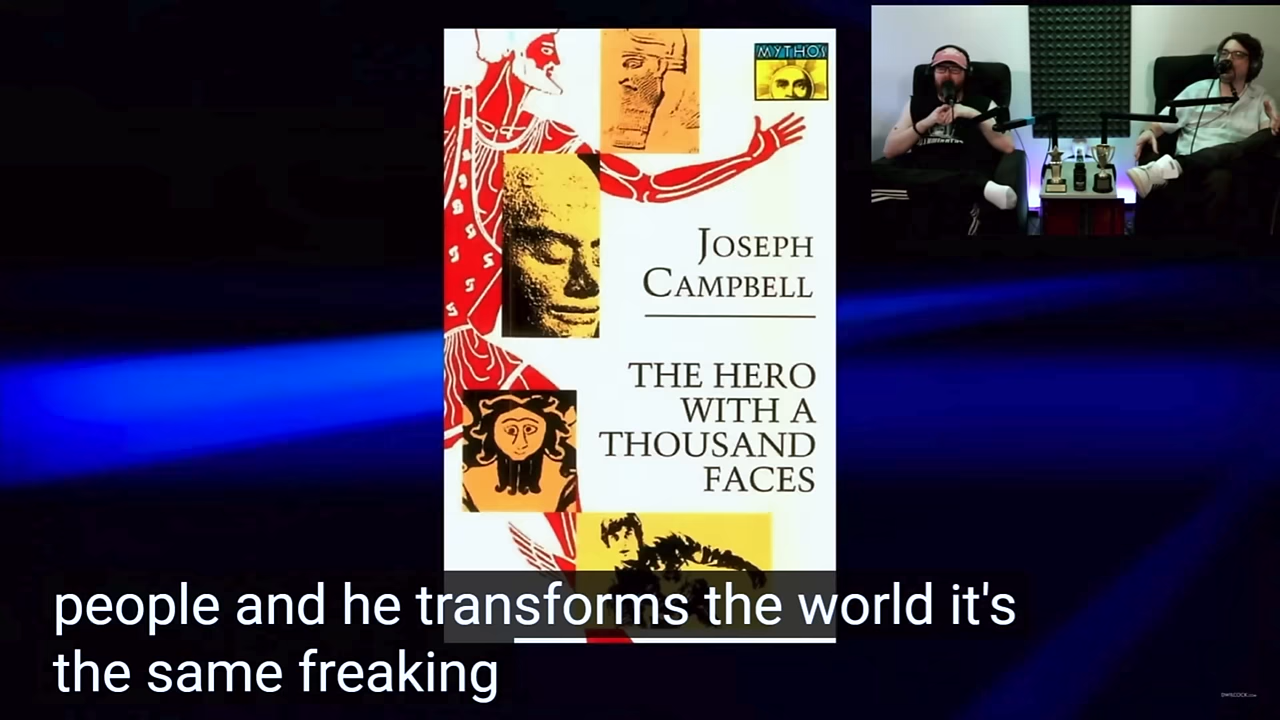 MYTHOS
JOSEPH
CAMPBELL
THE HERO
WITH A
THOUSAND
FACES
people and he transforms the world it's
the same freaking